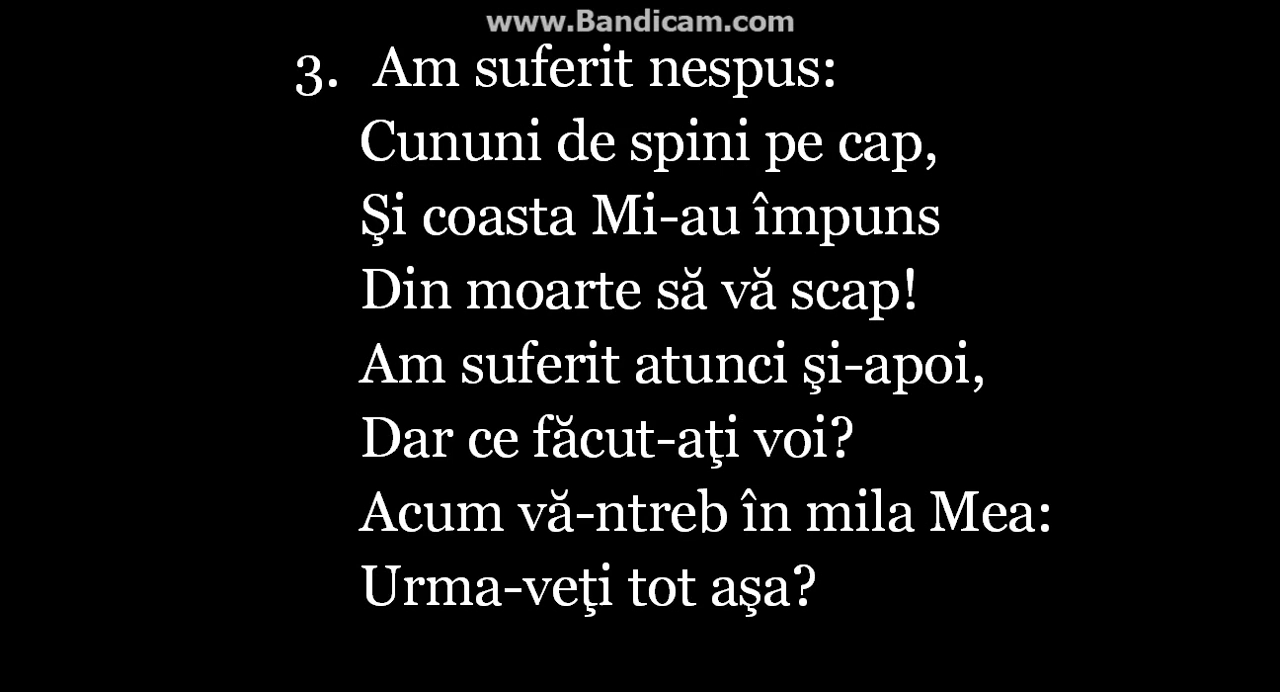 www.Bandicam.com
3. Am suferit nespus:
Cununi de spini pe cap,
Şi coasta Mi-au împuns
Din moarte să vă scap!
Am suferit atunci şi-apoi,
Dar ce făcut-aţi voi?
Acum vă-ntreb în mila Mea:
Urma-veţi tot aşa?